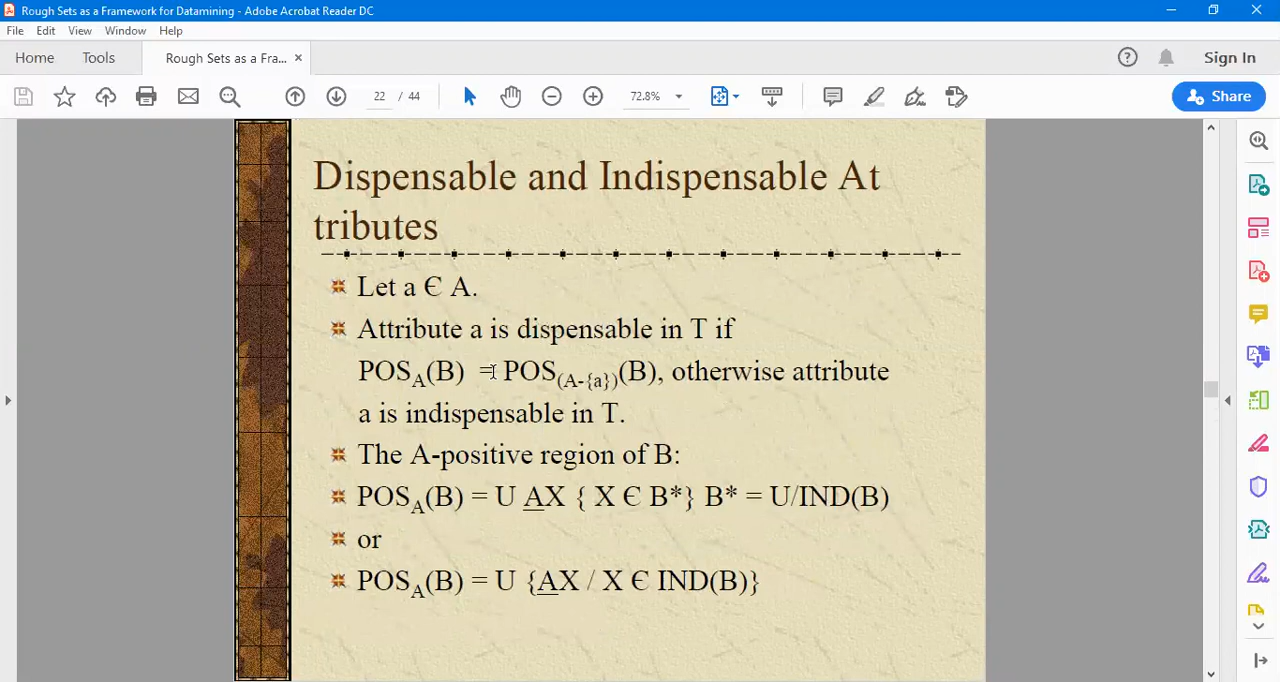 Rough Sets as a Framework for Datamining - Adobe Acrobat Reader DC
File Edit View Window Help
Home Tools Rough Sets as a Fra... × Sign In
22 / 44 72.8% Share
Dispensable and Indispensable At
tributes
Let a Є A.
Attribute a is dispensable in T if
POSA(B) = POS(A-{a})(B), otherwise attribute
a is indispensable in T.
The A-positive region of B:
POSA(B) = U AX { X Є B*} B* = U/IND(B)
or
POSA(B) = U {AX / X Є IND(B)}